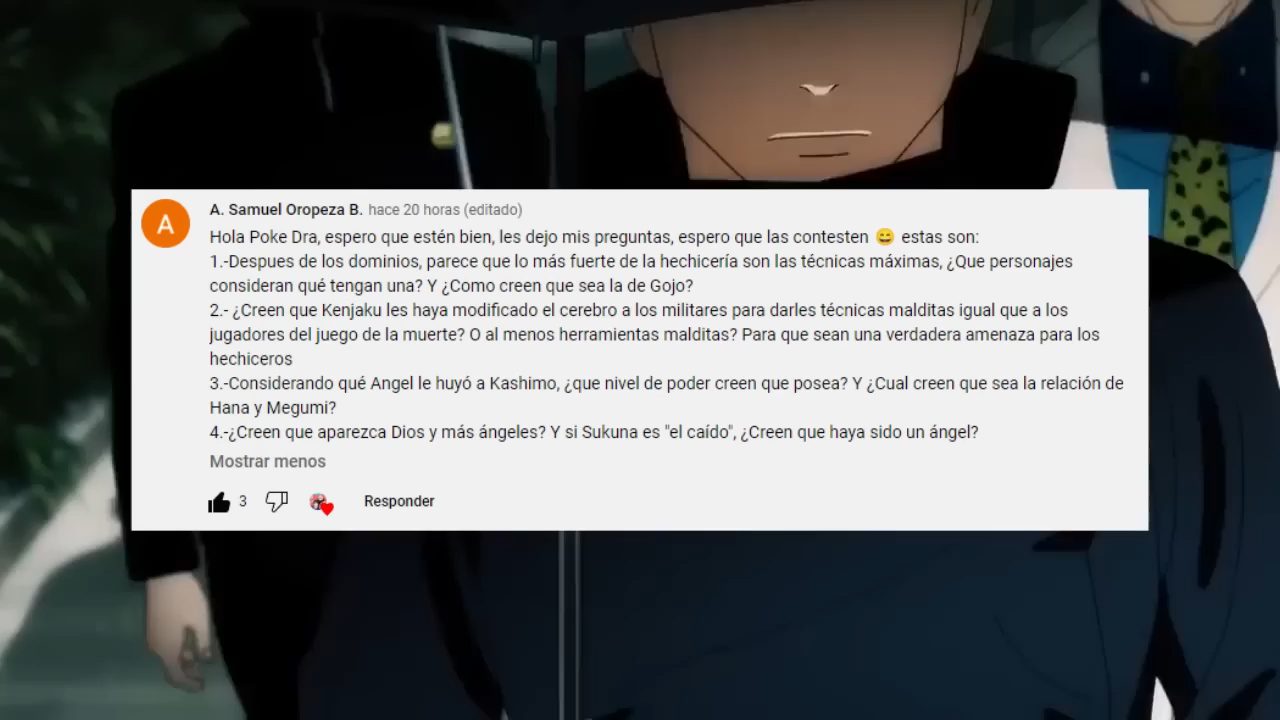 A
A. Samuel Oropeza B. hace 20 horas (editado)
Hola Poke Dra, espero que estén bien, les dejo mis preguntas, espero que las contesten 😄 estas son:
1.-Despues de los dominios, parece que lo más fuerte de la hechicería son las técnicas máximas, ¿Que personajes
consideran qué tengan una? Y ¿Como creen que sea la de Gojo?
2.- ¿Creen que Kenjaku les haya modificado el cerebro a los militares para darles técnicas malditas igual que a los
jugadores del juego de la muerte? O al menos herramientas malditas? Para que sean una verdadera amenaza para los
hechiceros
3.-Considerando qué Angel le huyó a Kashimo, ¿que nivel de poder creen que posea? Y ¿Cual creen que sea la relación de
Hana y Megumi?
4.-¿Creen que aparezca Dios y más ángeles? Y si Sukuna es "el caído", ¿Creen que haya sido un ángel?
Mostrar menos
3 Responder